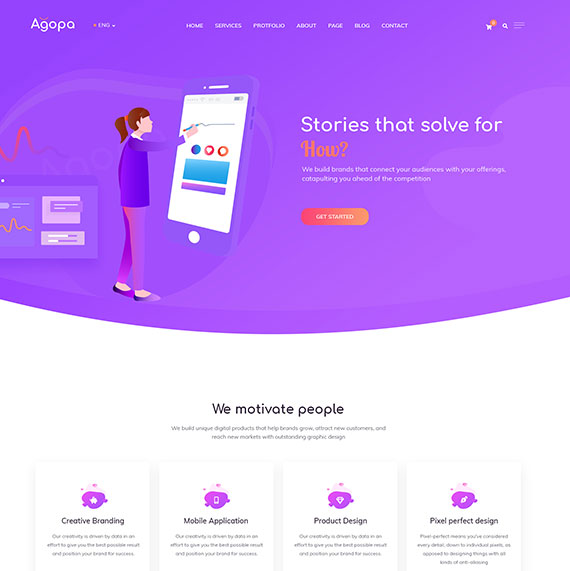 Agopa
ENG
HOME SERVICES PROTFOLIO ABOUT PAGE BLOG CONTACT
Stories that solve for
How?
We build brands that connect your audiences with your offerings,
catapulting you ahead of the competition
GET STARTED
We motivate people
We build unique digital products that help brands grow, attract new customers, and
reach new markets with outstanding graphic design
Creative Branding
Our creativity is driven by data in an
effort to give you the best possible result
and position your brand for success.
Mobile Application
Our creativity is driven by data in an
effort to give you the best possible result
and position your brand for success.
Product Design
Our creativity is driven by data in an
effort to give you the best possible result
and position your brand for success.
Pixel perfect design
Pixel-perfect means you've considered
every detail, down to individual pixels, as
opposed to designing things with all
kinds of anti-aliasing